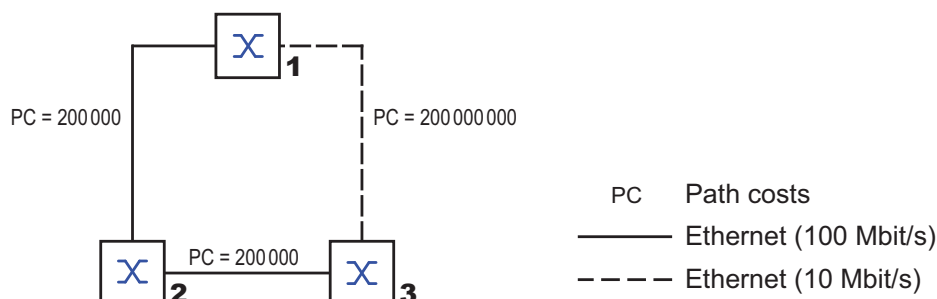 1
PC = 200 000
PC = 200 000 000
PC Path costs
Ethernet (100 Mbit/s)
PC = 200 000
2
3
Ethernet (10 Mbit/s)